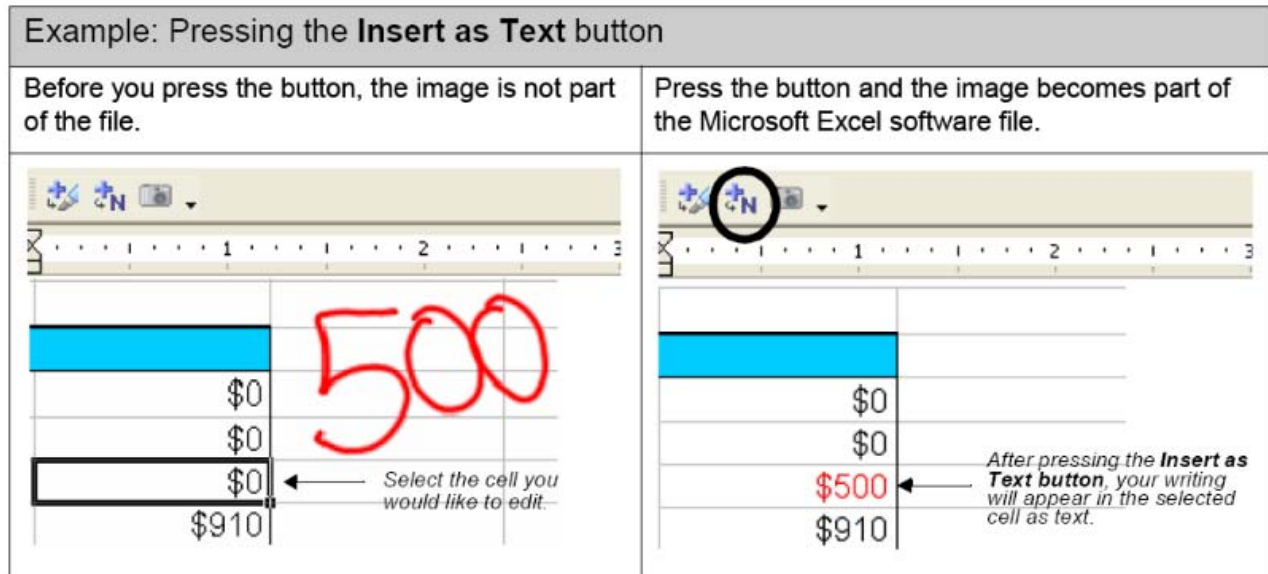 Example: Pressing the Insert as Text button
Before you press the button, the image is not part
of the file.
N
1 2 3
500
$0
$0
$0
Select the cell you
would like to edit.
$910
Press the button and the image becomes part of
the Microsoft Excel software file.
N
1 2 3
$0
$0
$500
After pressing the Insert as
Text button, your writing
will appear in the selected
cell as text.
$910